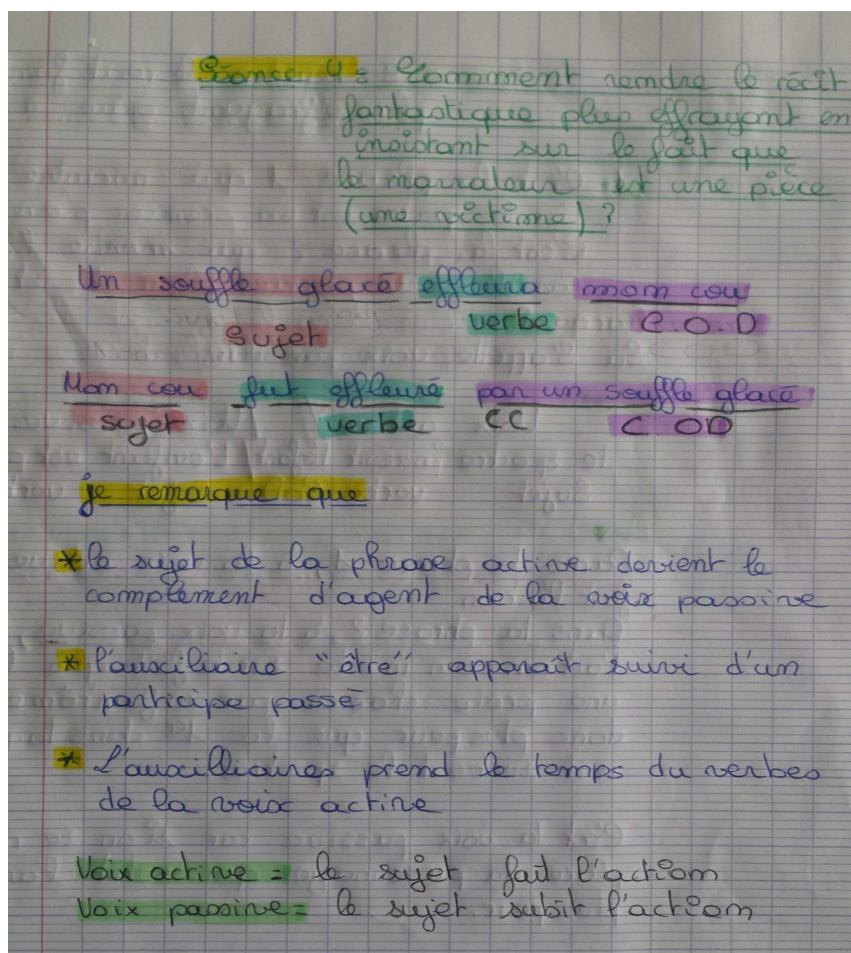 Séance 4 : Commment rendre le récit
fantastique plus effrayant en
insistant sur le fait que
le narrateur est une pièce
(une victime) ?
Un souffle glacé effleura mon cou
sujet verbe C.O.D
Mon cou fut effleuré par un souffle glacé
sujet verbe CC C.OD
je remarque que
* le sujet de la phrase active devient le
complément d'agent de la voix passive
* l'auxiliaire "être" apparaît suivi d'un
participe passé
* L'auxilliaires prend le temps du verbes
de la voix active
Voix active = le sujet fait l'action
Voix passive = le sujet subit l'action